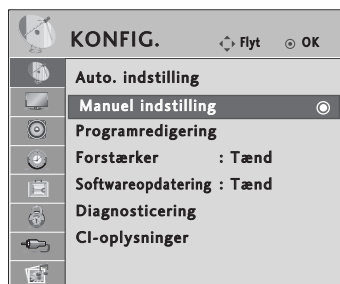 KONFIG. Flyt OK
Auto. indstilling
Manuel indstilling
Programredigering
Forstærker : Tænd
Softwareopdatering : Tænd
Diagnosticering
CI-oplysninger